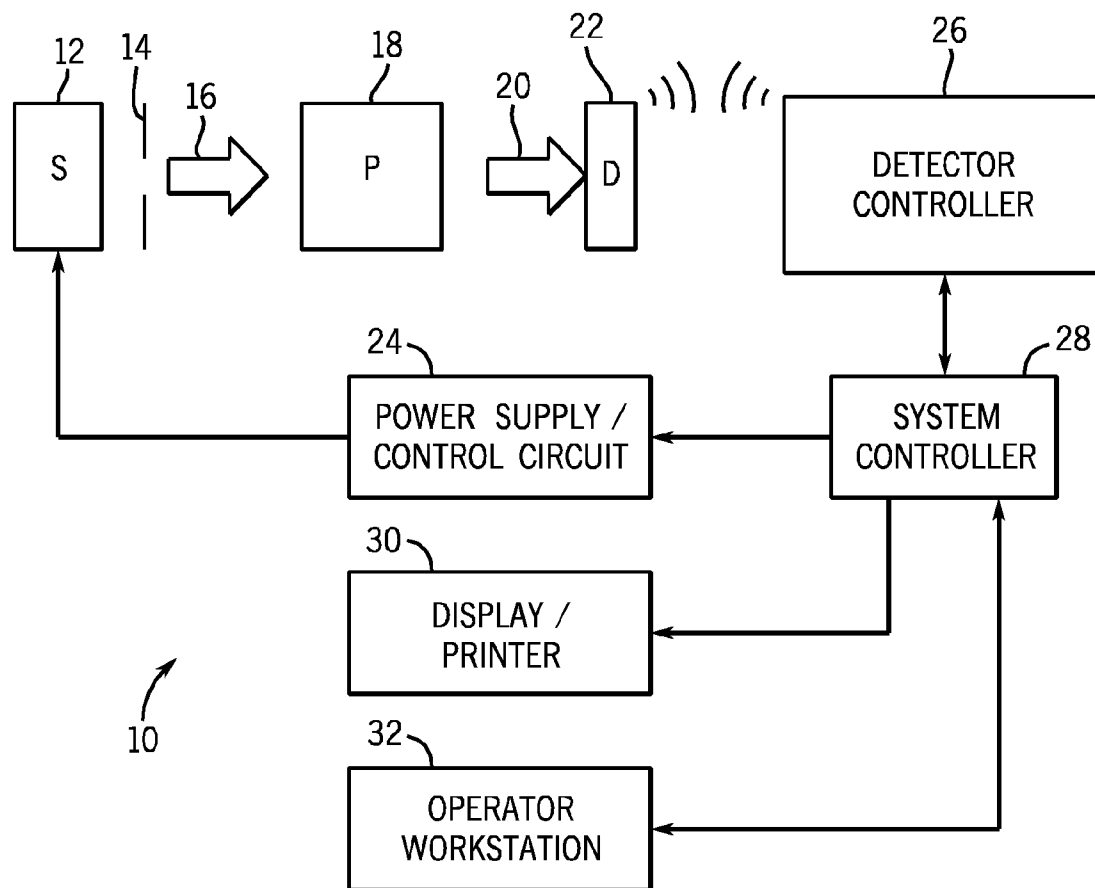 12
14
16
18
20
22
26
S
P
D
DETECTOR
CONTROLLER
24
28
POWER SUPPLY /
CONTROL CIRCUIT
SYSTEM
CONTROLLER
30
DISPLAY /
PRINTER
10
32
OPERATOR
WORKSTATION